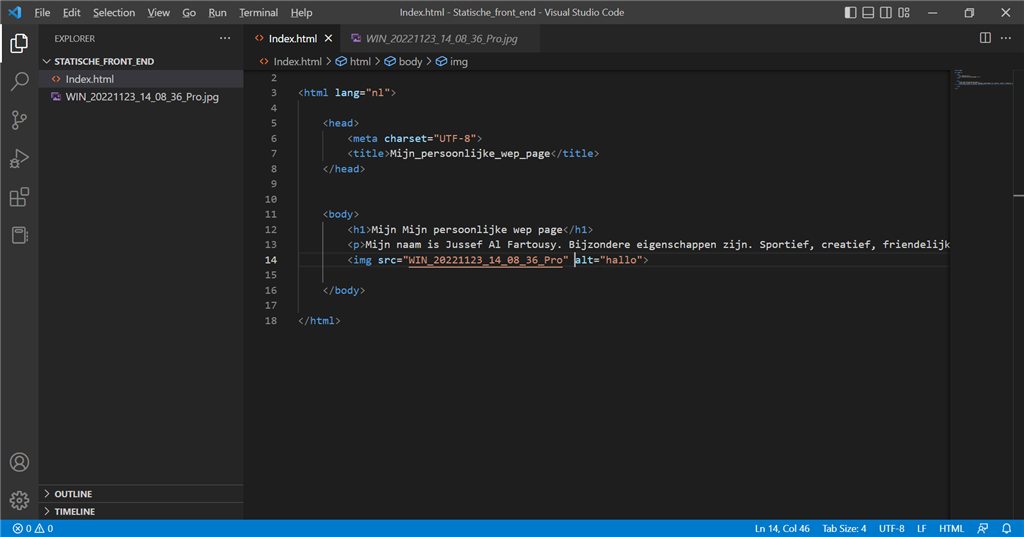 File Edit Selection View Go Run Terminal Help
Index.html - Statische_front_end - Visual Studio Code
EXPLORER
STATISCHE_FRONT_END
Index.html
WIN_20221123_14_08_36_Pro.jpg
OUTLINE
TIMELINE
Index.html WIN_20221123_14_08_36_Pro.jpg
Index.html > html > body > img
2
3 <html lang="nl">
4
5 <head>
6 <meta charset="UTF-8">
7 <title>Mijn_persoonlijke_wep_page</title>
8 </head>
9
10
11 <body>
12 <h1>Mijn Mijn persoonlijke wep page</h1>
13 <p>Mijn naam is Jussef Al Fartousy. Bijzondere eigenschappen zijn. Sportief, creatief, friendelijk
14 <img src="WIN_20221123_14_08_36_Pro" alt="hallo">
15
16 </body>
17
18 </html>
0 0 Ln 14, Col 46 Tab Size: 4 UTF-8 LF HTML